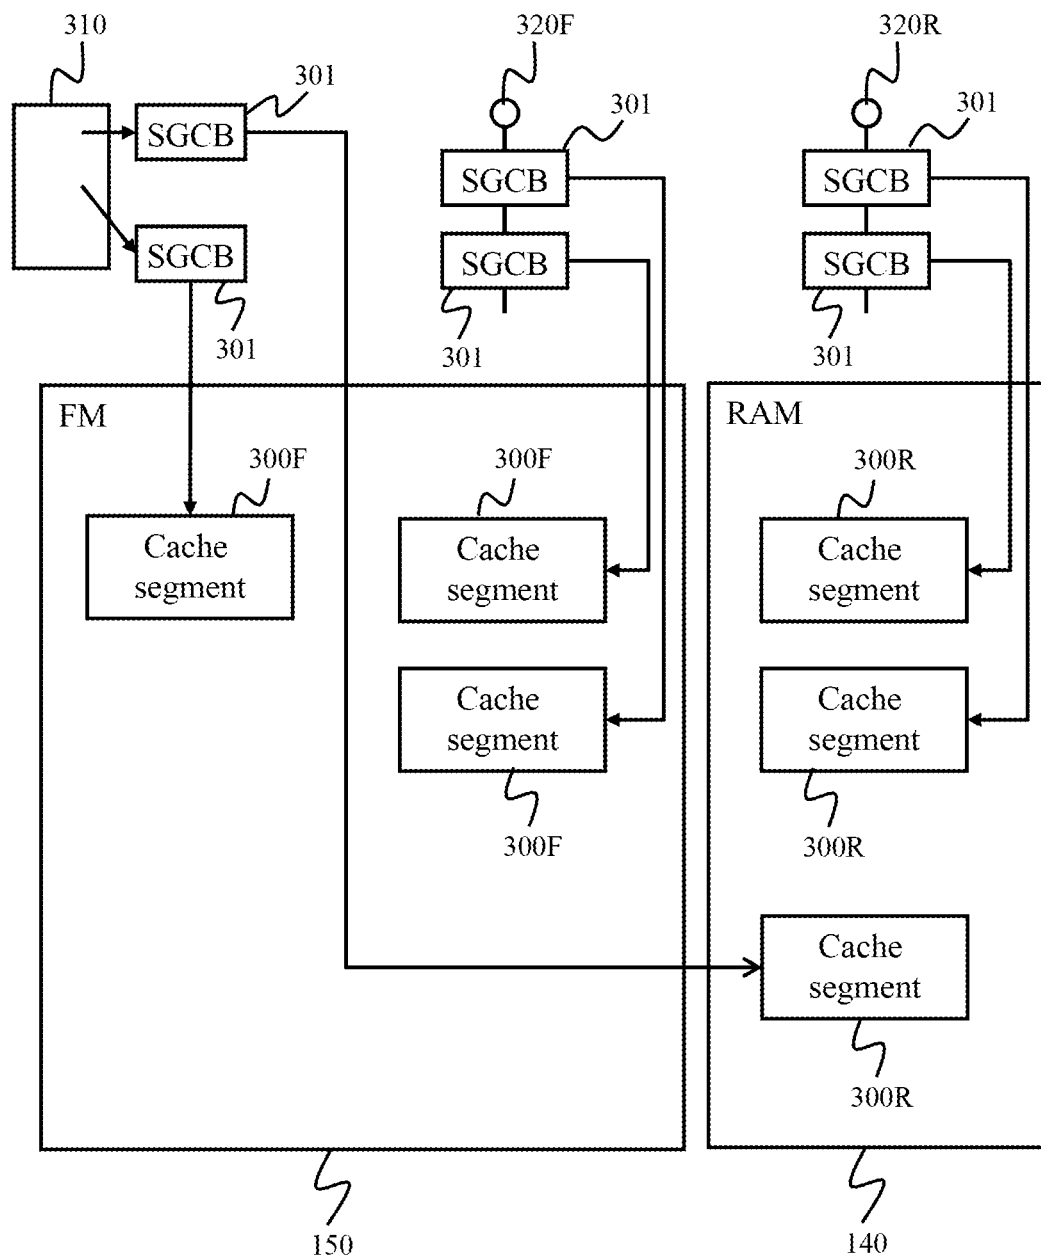 310
320F
320R
301
301
301
SGCB
SGCB
SGCB
SGCB
SGCB
SGCB
301
301
301
FM
RAM
300F
300F
300R
Cache
segment
Cache
segment
Cache
segment
Cache
segment
Cache
segment
300F
300R
Cache
segment
300R
150
140